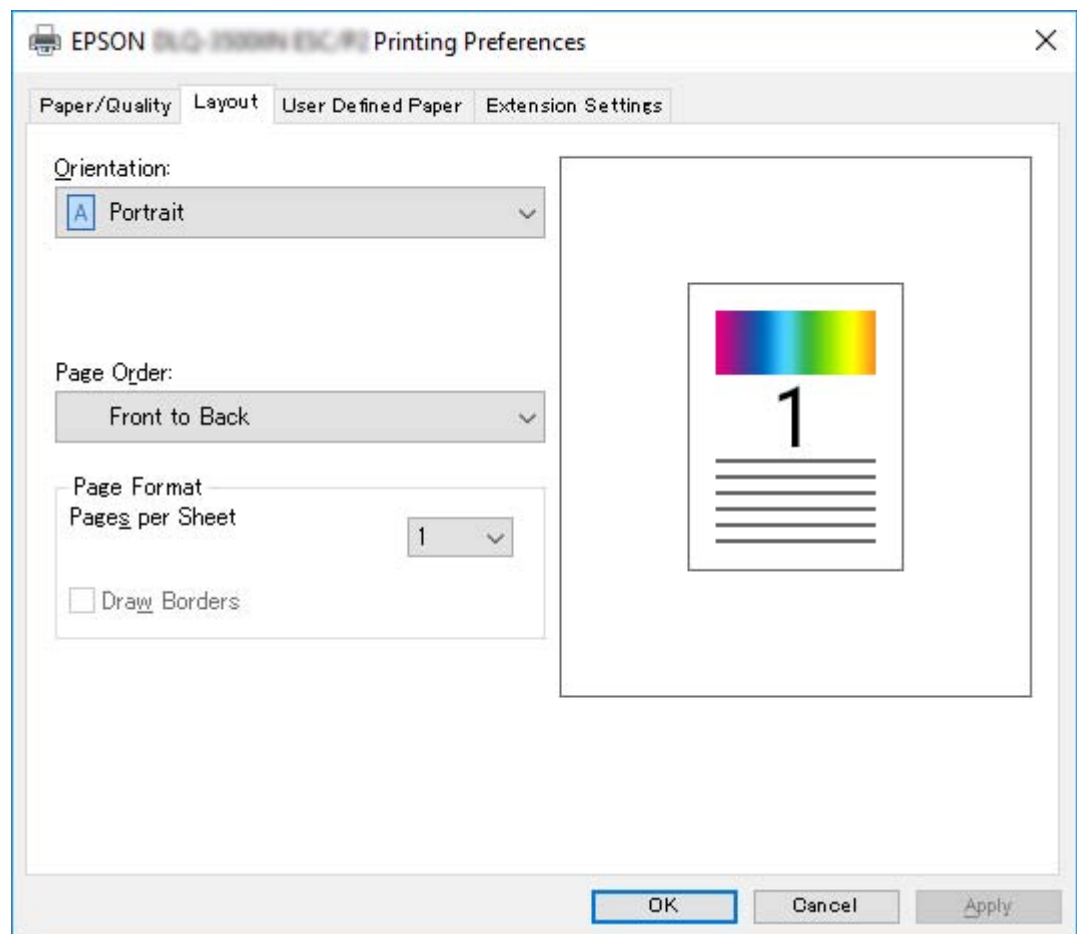 EPSON Printing Preferences
Paper/Quality Layout User Defined Paper Extension Settings
Orientation:
A Portrait
Page Order:
Front to Back
Page Format
Pages per Sheet
1
Draw Borders
1
OK Cancel Apply